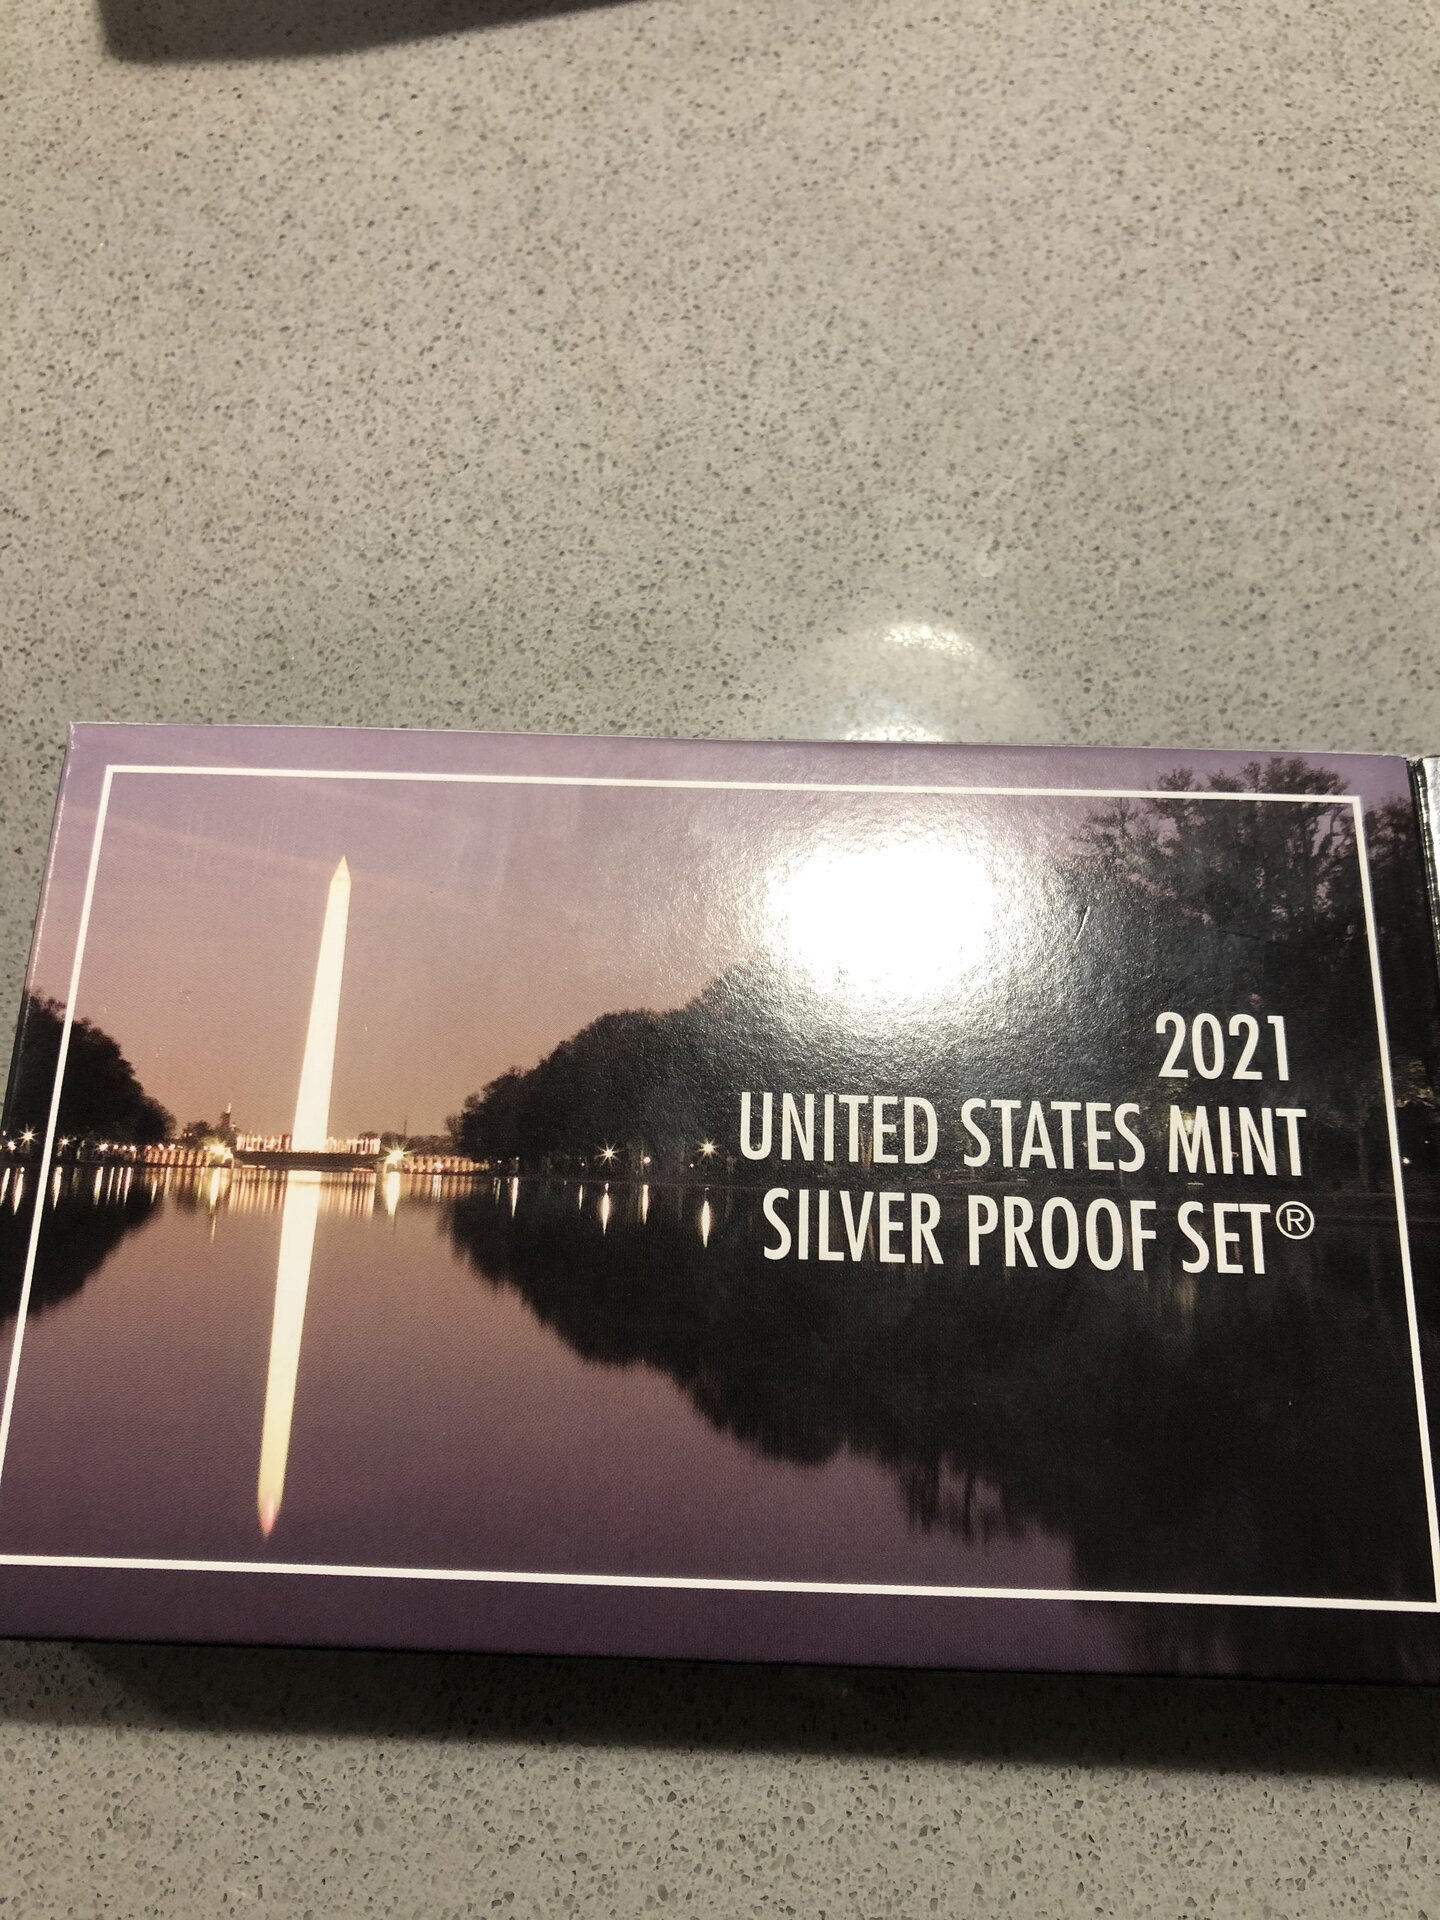 2021
UNITED STATES MINT
SILVER PROOF SET®